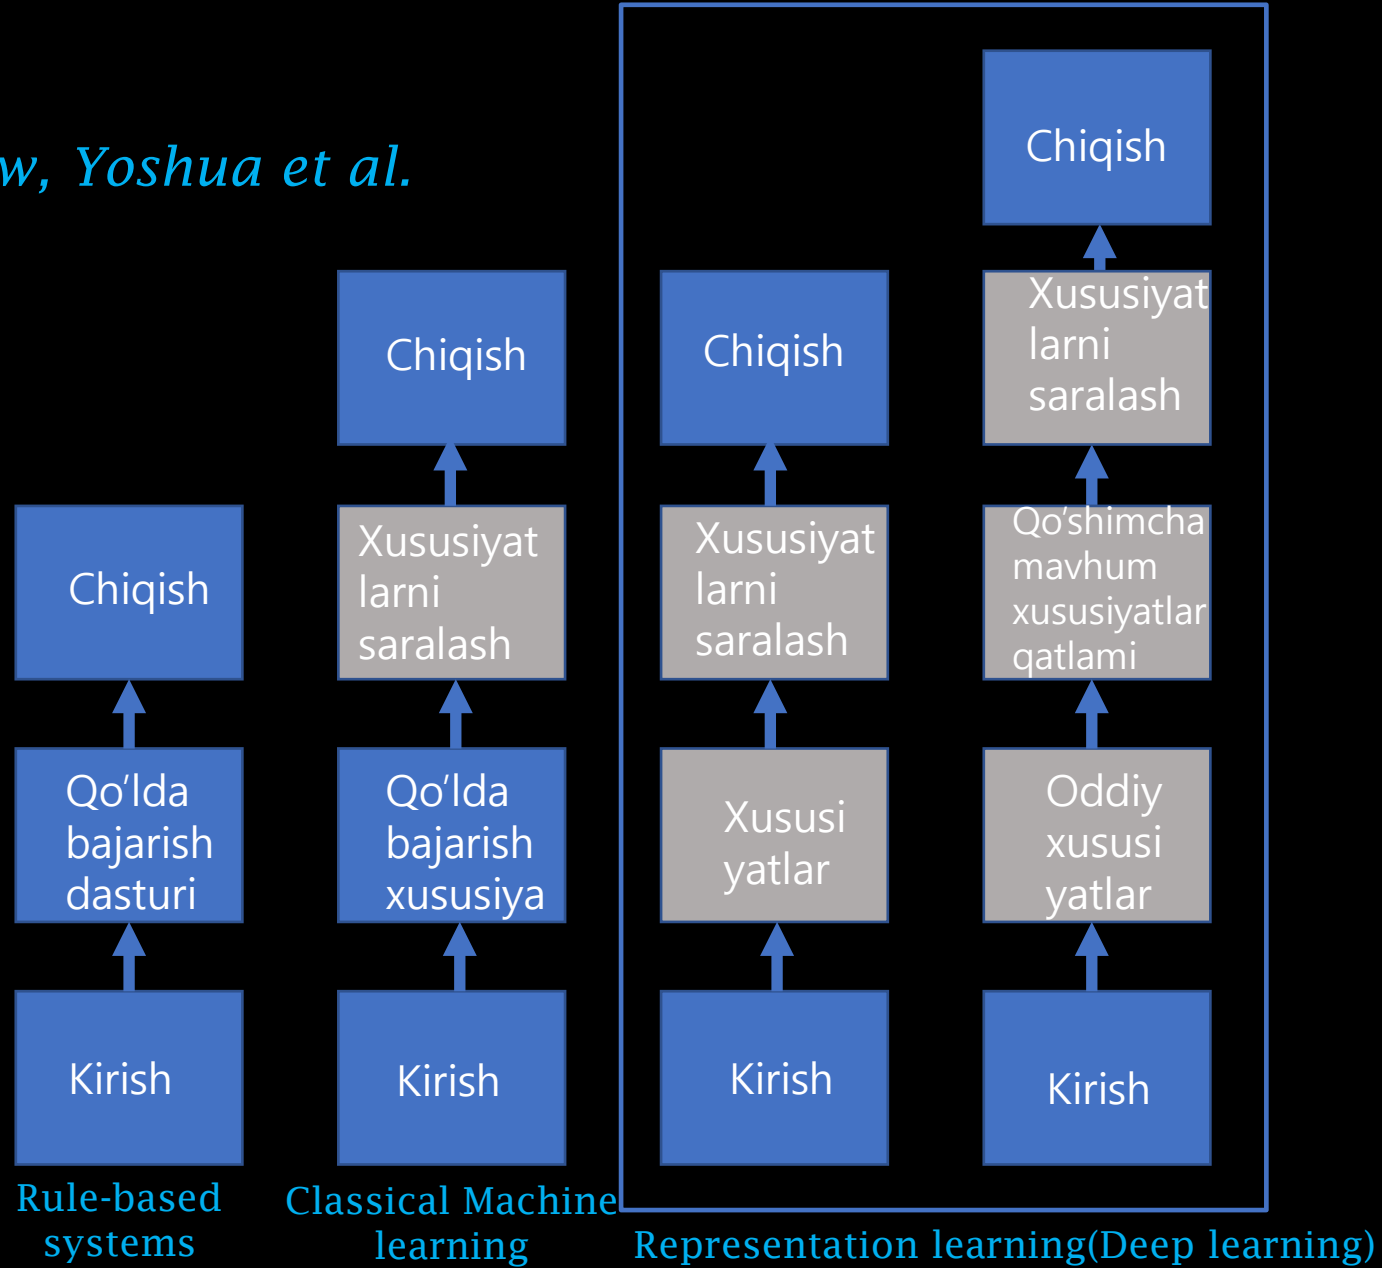 w, Yoshua et al.
Chiqish
Qo’lda
bajarish
dasturi
Kirish
Rule-based
systems
Chiqish
Xususiyat
larni
saralash
Qo’lda
bajarish
xususiya
Kirish
Classical Machine
learning
Chiqish
Xususiyat
larni
saralash
Xususi
yatlar
Kirish
Chiqish
Xususiyat
larni
saralash
Qo’shimcha
mavhum
xususiyatlar
qatlami
Oddiy
xususi
yatlar
Kirish
Representation learning(Deep learning)